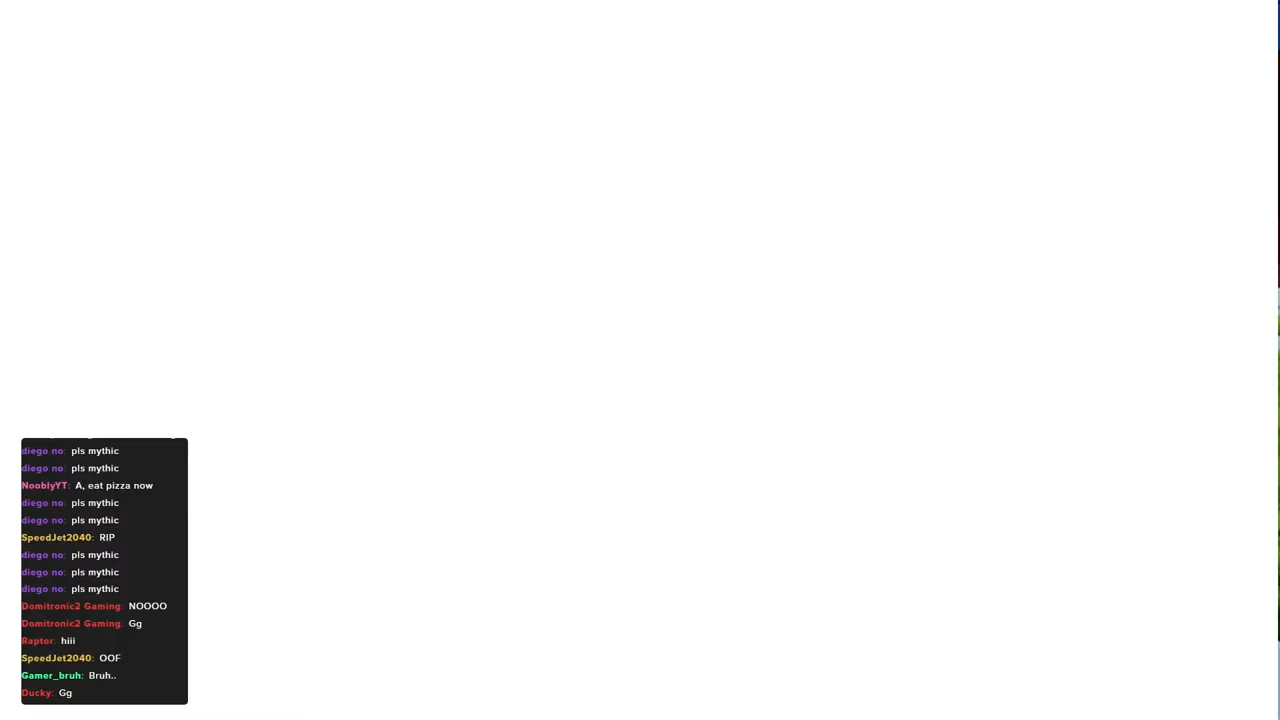 diego no: pls mythic
diego no: pls mythic
NooblyYT: A, eat pizza now
diego no: pls mythic
diego no: pls mythic
SpeedJet2040: RIP
diego no: pls mythic
diego no: pls mythic
diego no: pls mythic
Domitronic2 Gaming: NOOOO
Domitronic2 Gaming: Gg
Raptor: hiii
SpeedJet2040: OOF
Gamer_bruh: Bruh..
Ducky: Gg